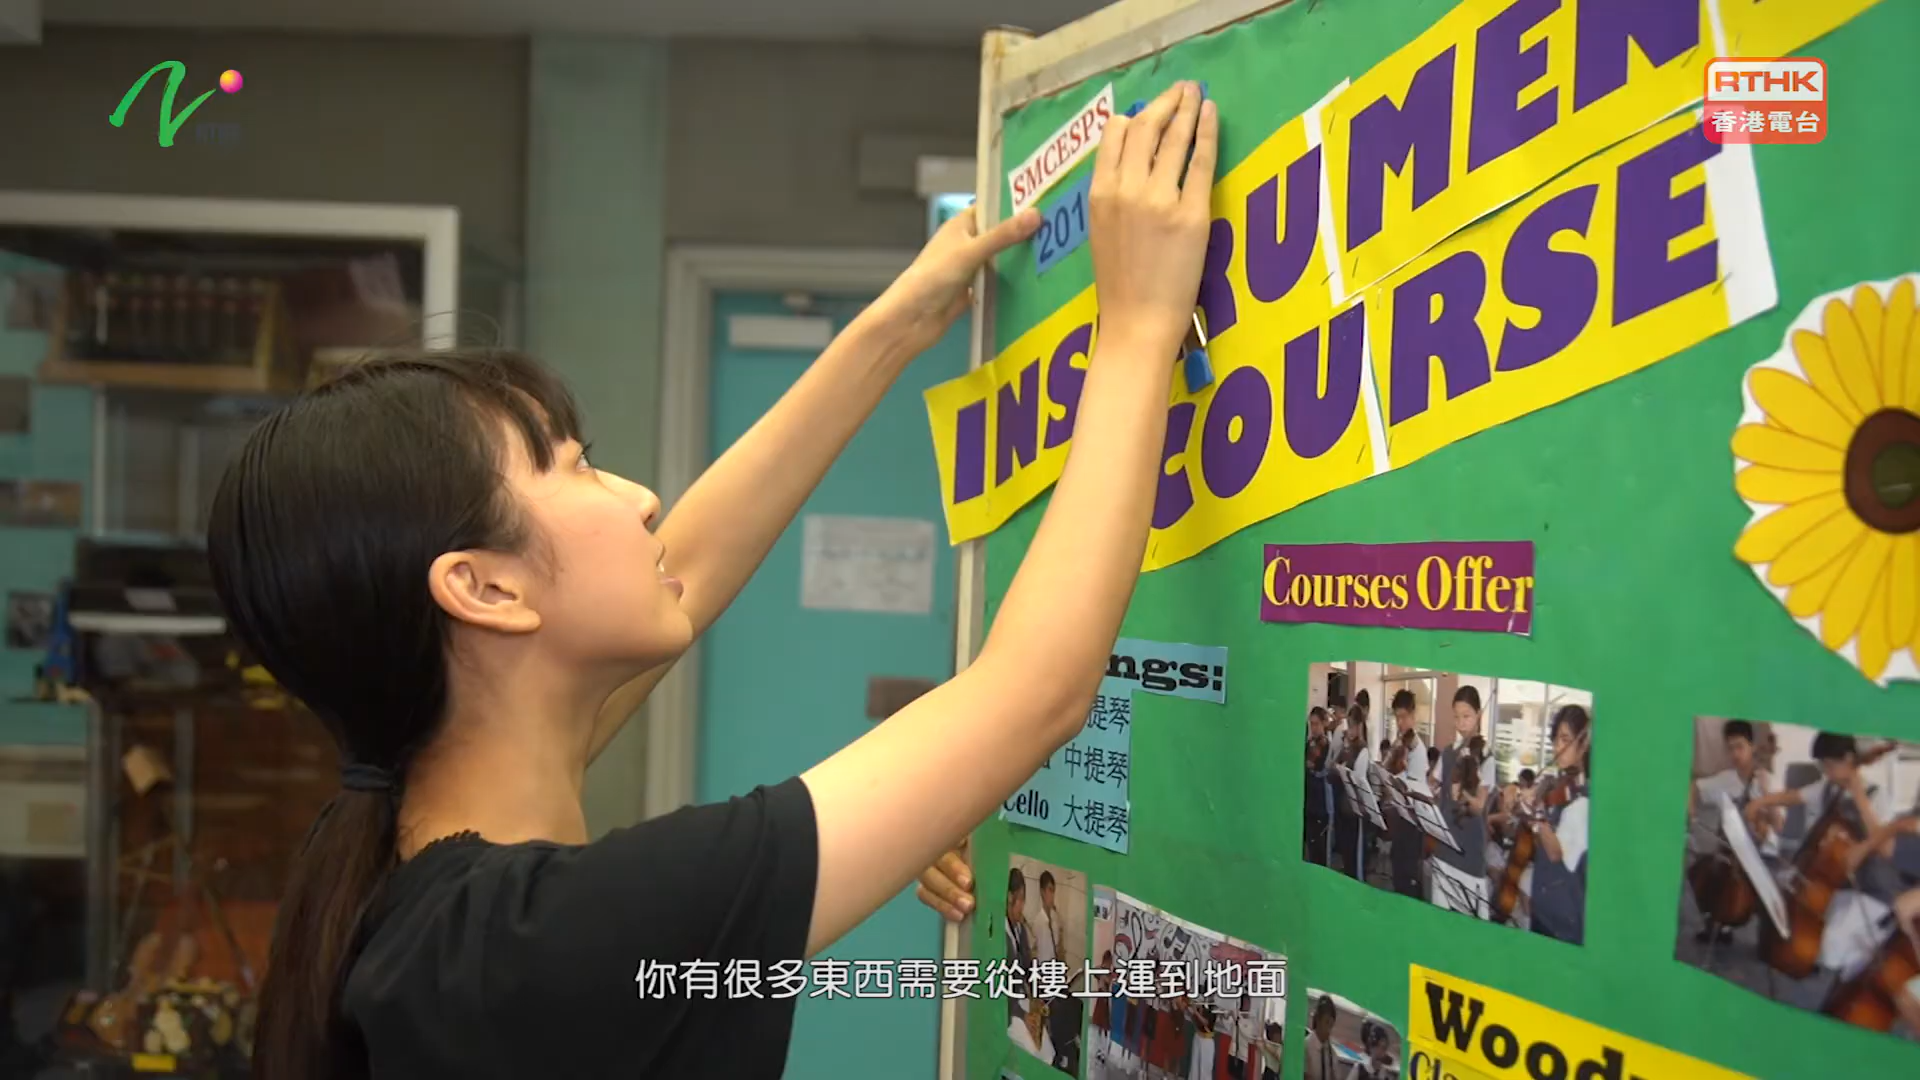 RTHK
香港電台
SMCESPS
201
INS RUMEN
COURSE
Courses Offer
ngs:
提琴
中提琴
Cello 大提琴
Wood
你有很多東西需要從樓上運到地面